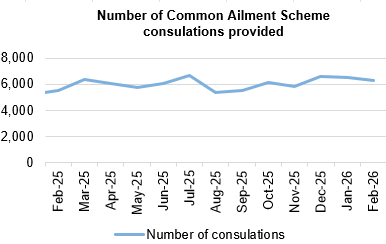 Number of Common Ailment Scheme
consulations provided
8,000
6,000
4,000
2,000
0
Feb-25
Mar-25
Apr-25
May-25
Jun-25
Jul-25
Aug-25
Sep-25
Oct-25
Nov-25
Dec-25
Jan-26
Feb-26
Number of consulations